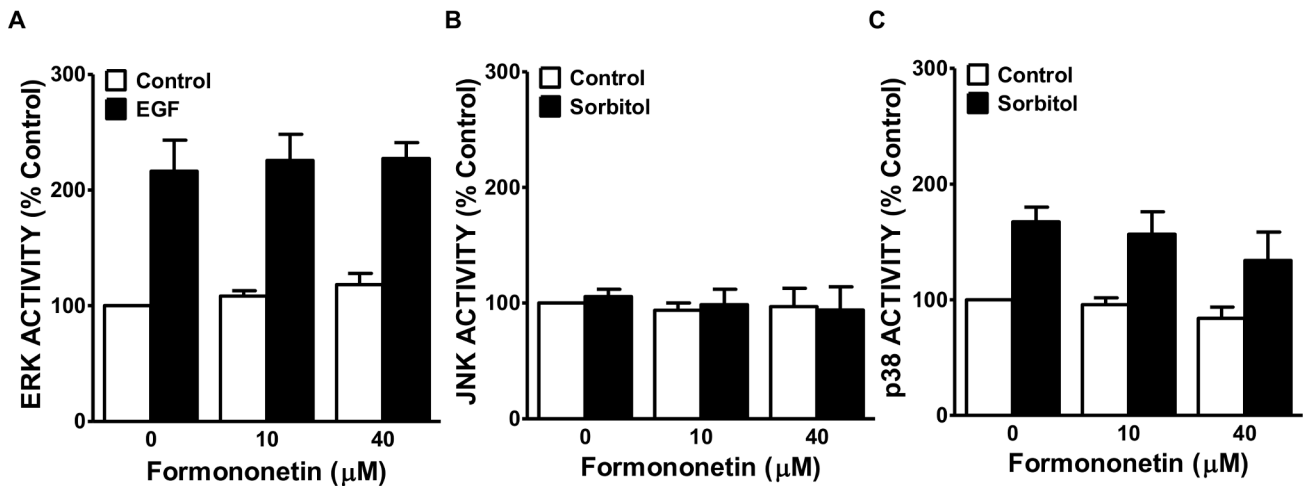 A
ERK ACTIVITY (% Control)
300
200
100
0
Control
EGF
0 10 40
Formononetin (μM)
B
JNK ACTIVITY (% Control)
300
200
100
0
Control
Sorbitol
0 10 40
Formononetin (μM)
C
p38 ACTIVITY (% Control)
300
200
100
0
Control
Sorbitol
0 10 40
Formononetin (μM)